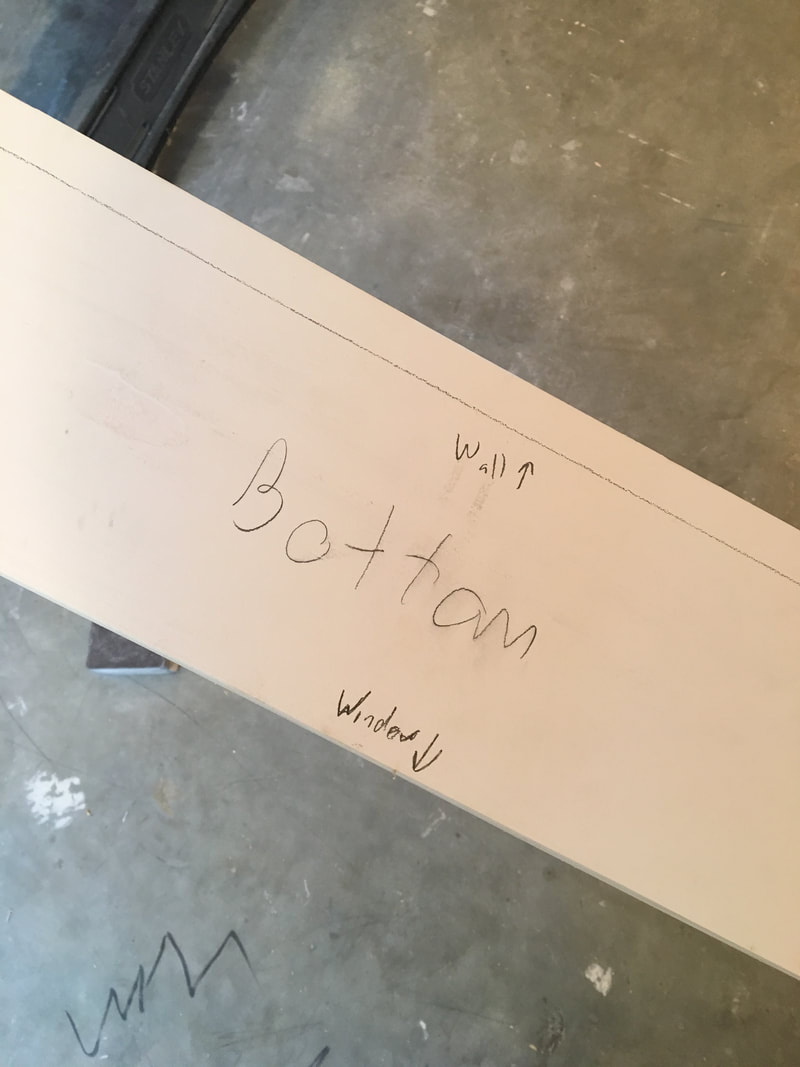 STANLEY
Wall ↑
Bottom
Window ↓